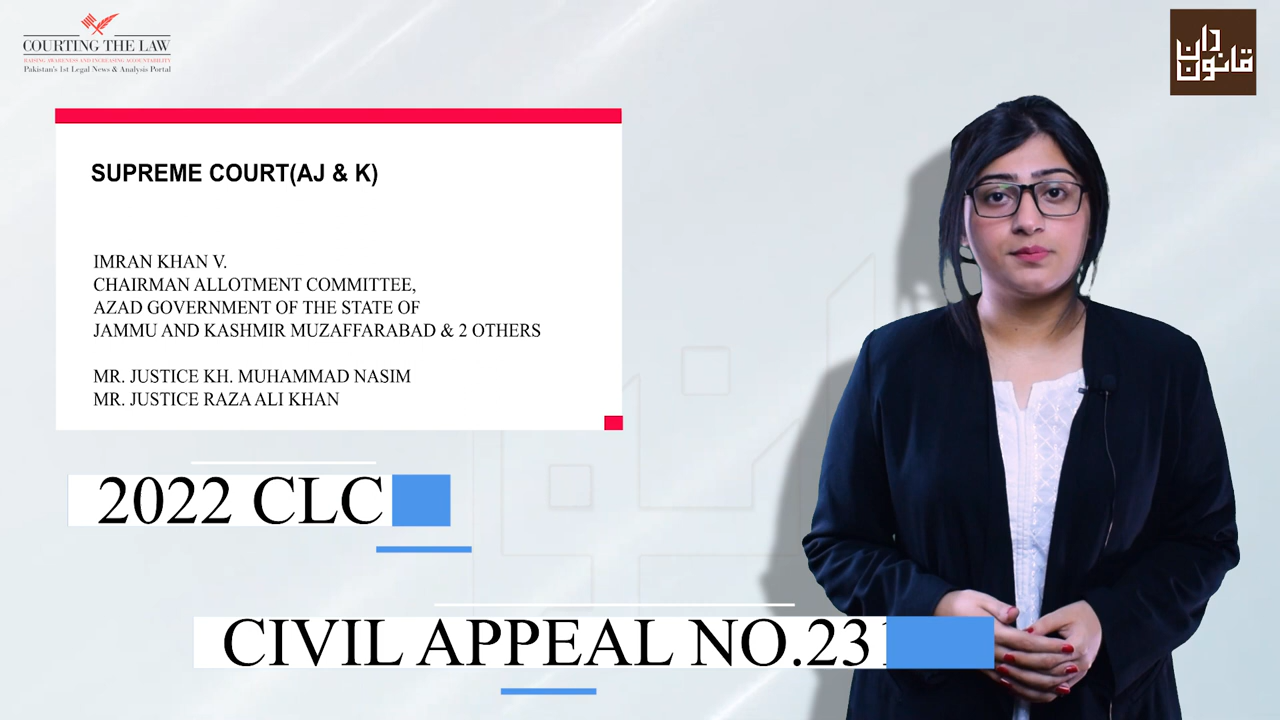 COURTING THE LAW
RAISING AWARENESS AND INCREASING ACCOUNTABILITY
Pakistan's 1st Legal News & Analysis Portal
قانون دان
SUPREME COURT(AJ & K)
IMRAN KHAN V.
CHAIRMAN ALLOTMENT COMMITTEE,
AZAD GOVERNMENT OF THE STATE OF
JAMMU AND KASHMIR MUZAFFARABAD & 2 OTHERS
MR. JUSTICE KH. MUHAMMAD NASIM
MR. JUSTICE RAZA ALI KHAN
2022 CLC
CIVIL APPEAL NO.23